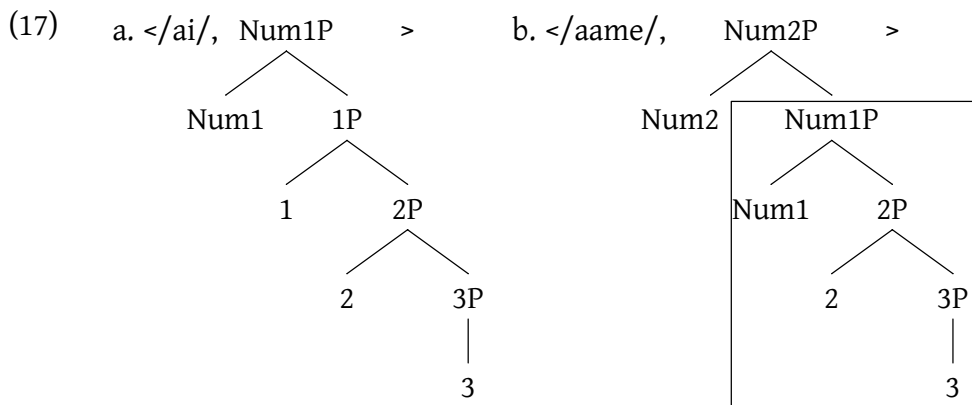 (17) a. </ai/, Num1P > b. </aame/, Num2P >
Num1 1P Num2 Num1P
1 2P Num1 2P
2 3P 2 3P
3 3